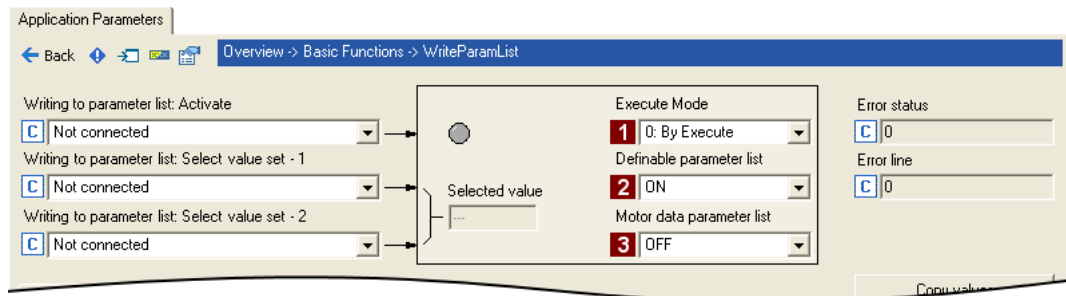 Application Parameters
Back Overview -> Basic Functions -> WriteParamList
Writing to parameter list: Activate
C Not connected
Writing to parameter list: Select value set - 1
C Not connected
Writing to parameter list: Select value set - 2
C Not connected
Selected value
---
Execute Mode
1 0: By Execute
Definable parameter list
2 ON
Motor data parameter list
3 OFF
Error status
C 0
Error line
C 0
Copy